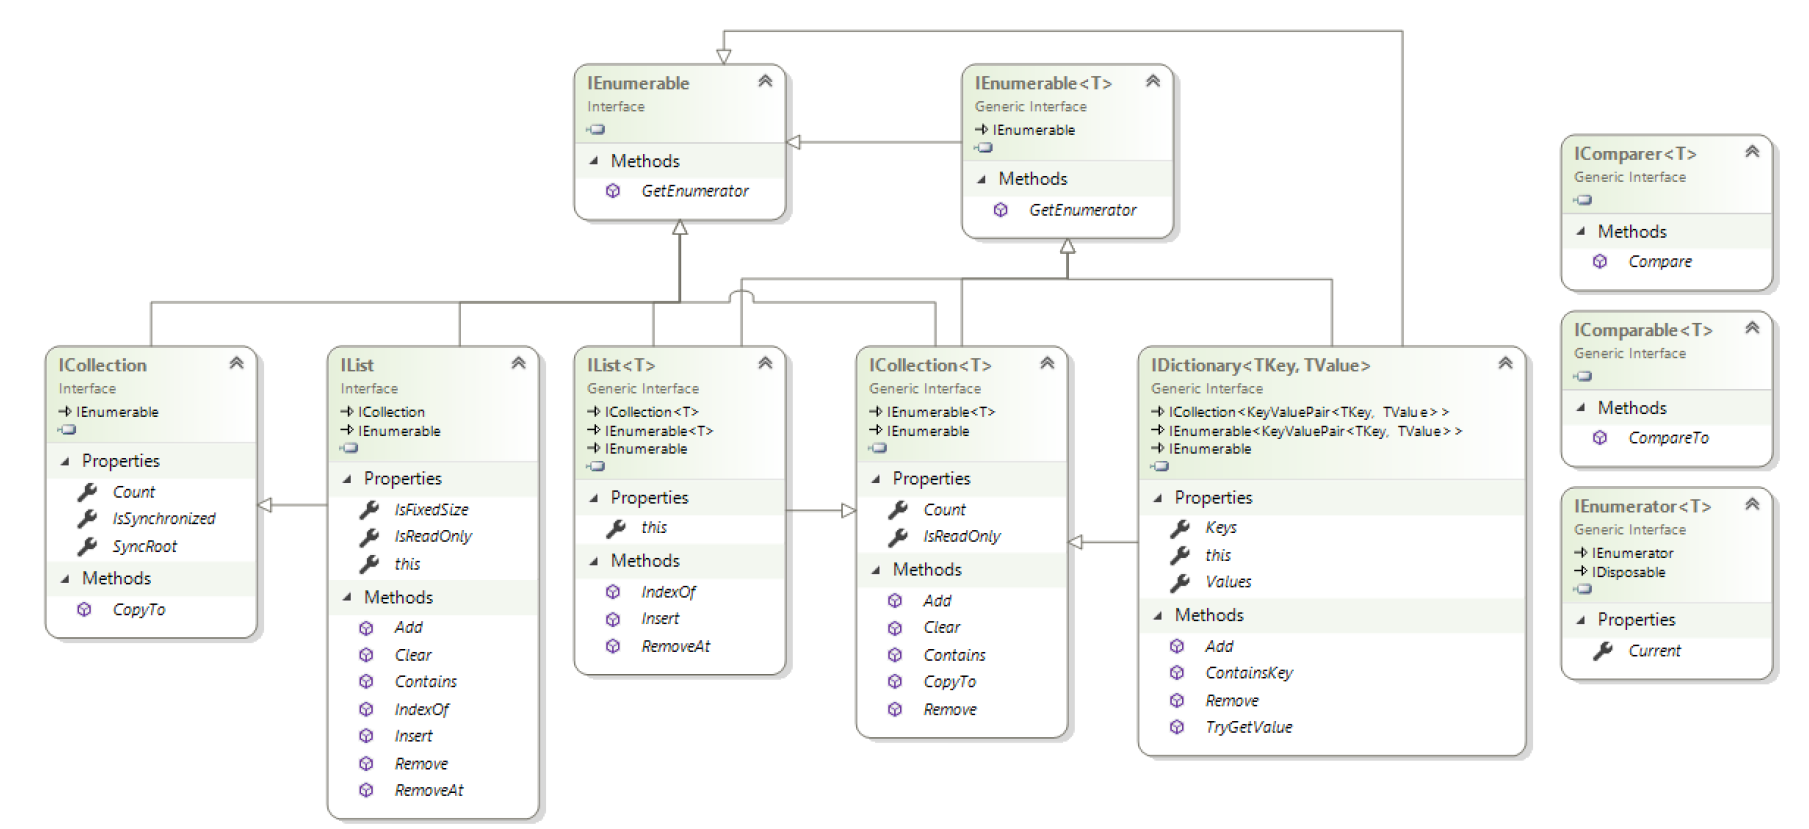 IEnumerable
Interface
Methods
GetEnumerator
IEnumerable<T>
Generic Interface
IEnumerable
Methods
GetEnumerator
IComparer<T>
Generic Interface
Methods
Compare
IComparable<T>
Generic Interface
Methods
CompareTo
IEnumerator<T>
Generic Interface
IEnumerator
IDisposable
Properties
Current
ICollection
Interface
IEnumerable
Properties
Count
IsSynchronized
SyncRoot
Methods
CopyTo
IList
Interface
ICollection
IEnumerable
Properties
IsFixedSize
IsReadOnly
this
Methods
Add
Clear
Contains
IndexOf
Insert
Remove
RemoveAt
IList<T>
Generic Interface
ICollection<T>
IEnumerable<T>
IEnumerable
Properties
this
Methods
IndexOf
Insert
RemoveAt
ICollection<T>
Generic Interface
IEnumerable<T>
IEnumerable
Properties
Count
IsReadOnly
Methods
Add
Clear
Contains
CopyTo
Remove
IDictionary<TKey, TValue>
Generic Interface
ICollection<KeyValuePair<TKey, TValue>>
IEnumerable<KeyValuePair<TKey, TValue>>
IEnumerable
Properties
Keys
this
Values
Methods
Add
ContainsKey
Remove
TryGetValue